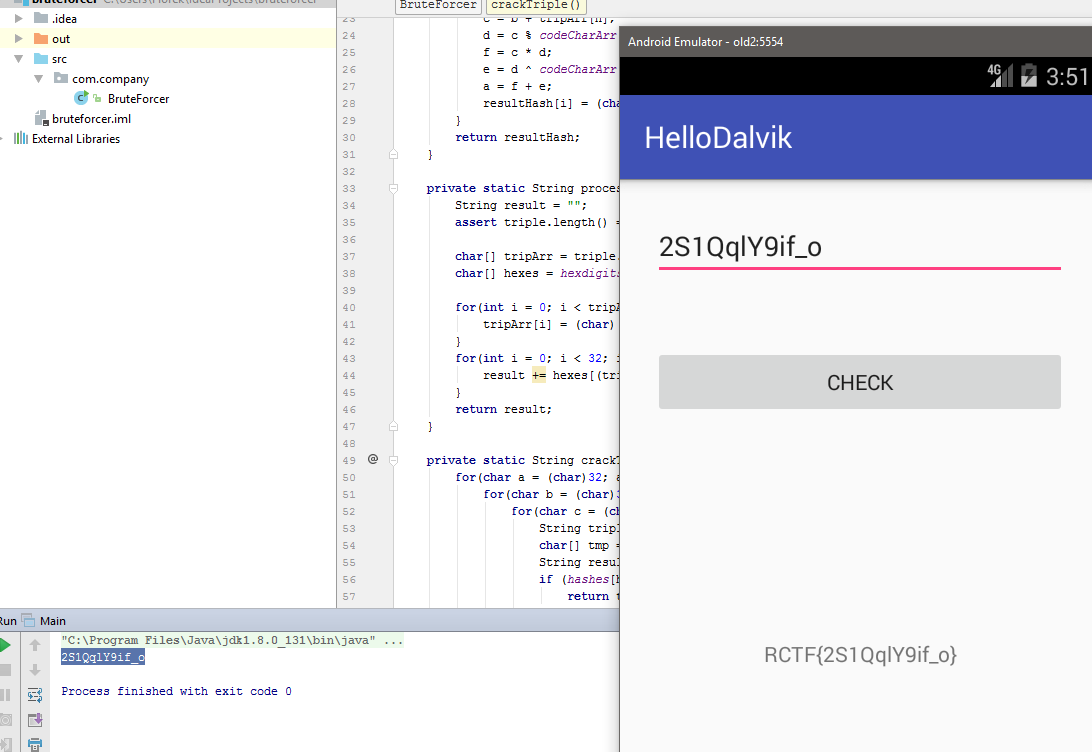 bruteforcer
.idea
out
src
com.company
BruteForcer
bruteforcer.iml
External Libraries
BruteForcer crackTriple()
23 c = b + tripArr[n];
24 d = c % codeCharArr
25 f = c * d;
26 e = d ^ codeCharArr
27 a = f + e;
28 resultHash[i] = (cha
29 }
30 return resultHash;
31 }
32
33 private static String proces
34 String result = "";
35 assert triple.length() =
36
37 char[] tripArr = triple.
38 char[] hexes = hexdigits
39
40 for(int i = 0; i < tripA
41 tripArr[i] = (char)
42 }
43 for(int i = 0; i < 32; i
44 result += hexes[(tri
45 }
46 return result;
47 }
48
49 @ private static String crackT
50 for(char a = (char)32; a
51 for(char b = (char)3
52 for(char c = (ch
53 String tripl
54 char[] tmp =
55 String resul
56 if (hashes[h
57 return t
Android Emulator - old2:5554
4G 3:51
HelloDalvik
2S1QqlY9if_o
CHECK
RCTF{2S1QqlY9if_o}
Run Main
"C:\Program Files\Java\jdk1.8.0_131\bin\java" ...
2S1QqlY9if_o
Process finished with exit code 0